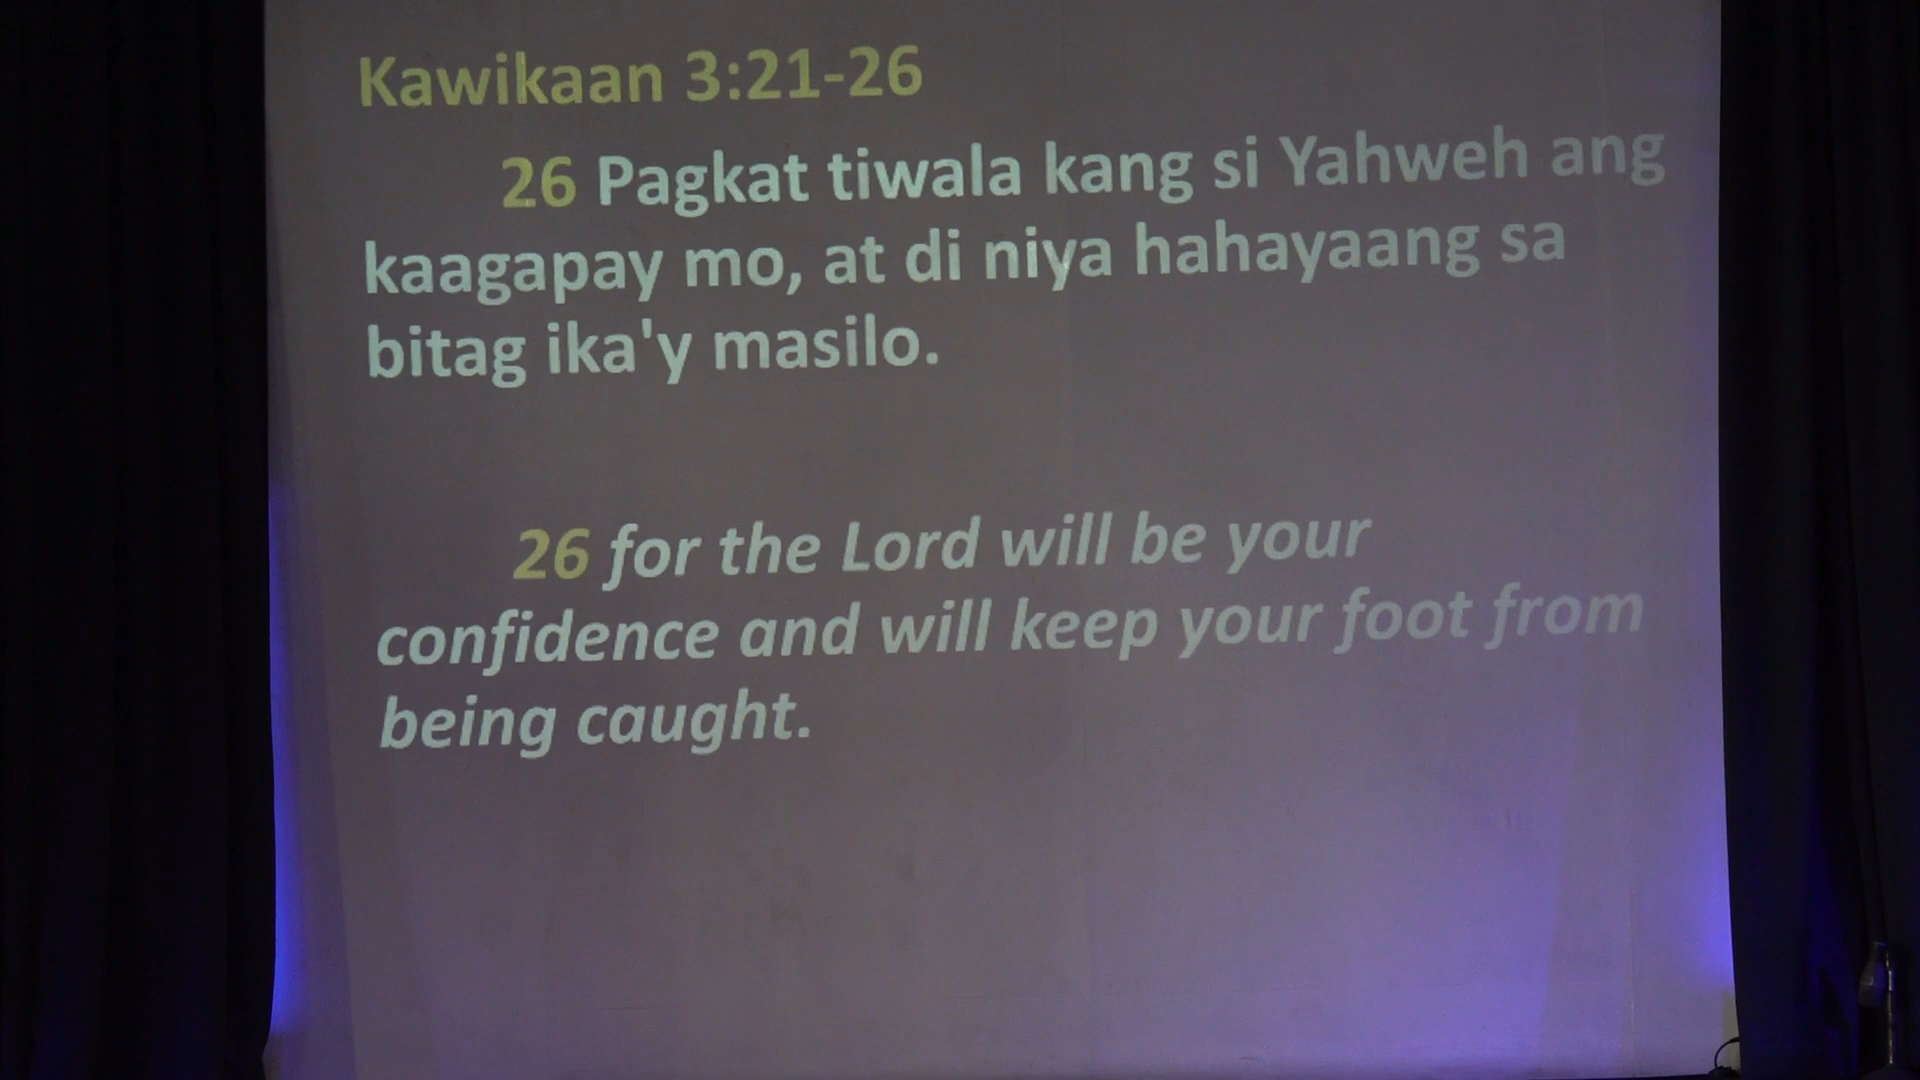 Kawikaan 3:21-26
26 Pagkat tiwala kang si Yahweh ang
kaagapay mo, at di niya hahayaang sa
bitag ika'y masilo.
26 for the Lord will be your
confidence and will keep your foot from
being caught.